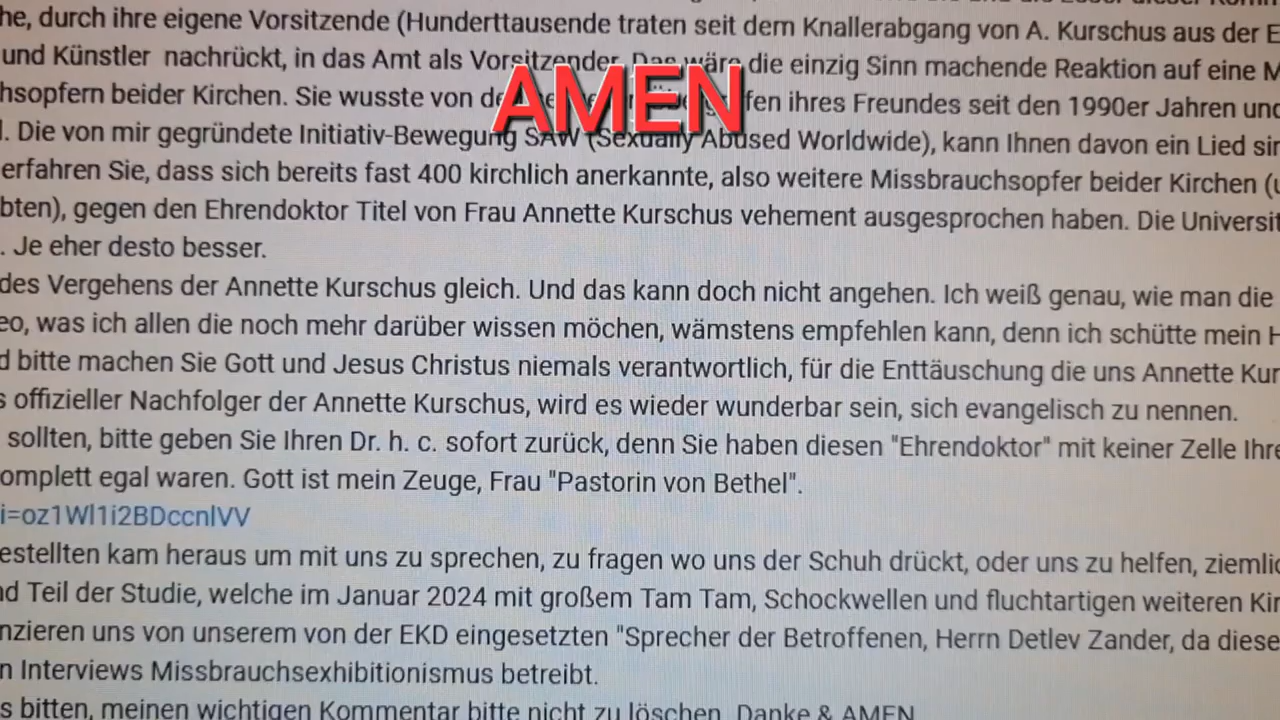 he, durch ihre eigene Vorsitzende (Hunderttausende traten seit dem Knallerabgang von A. Kurschus aus der E
und Künstler nachrückt, in das Amt als Vorsitzender. Das wäre die einzig Sinn machende Reaktion auf eine M
AMEN
hsopfern beider Kirchen. Sie wusste von fen ihres Freundes seit den 1990er Jahren und
. Die von mir gegründete Initiativ-Bewegung SAW (Sexually Abused Worldwide), kann Ihnen davon ein Lied sin
erfahren Sie, dass sich bereits fast 400 kirchlich anerkannte, also weitere Missbrauchsopfer beider Kirchen (u
bten), gegen den Ehrendoktor Titel von Frau Annette Kurschus vehement ausgesprochen haben. Die Universit
. Je eher desto besser.
des Vergehens der Annette Kurschus gleich. Und das kann doch nicht angehen. Ich weiß genau, wie man die
eo, was ich allen die noch mehr darüber wissen möchen, wämstens empfehlen kann, denn ich schütte mein H
d bitte machen Sie Gott und Jesus Christus niemals verantwortlich, für die Enttäuschung die uns Annette Kur
s offizieller Nachfolger der Annette Kurschus, wird es wieder wunderbar sein, sich evangelisch zu nennen.
sollten, bitte geben Sie Ihren Dr. h. c. sofort zurück, denn Sie haben diesen "Ehrendoktor" mit keiner Zelle Ihre
omplett egal waren. Gott ist mein Zeuge, Frau "Pastorin von Bethel".
i=oz1Wl1i2BDccnlVV
estellten kam heraus um mit uns zu sprechen, zu fragen wo uns der Schuh drückt, oder uns zu helfen, ziemlic
nd Teil der Studie, welche im Januar 2024 mit großem Tam Tam, Schockwellen und fluchtartigen weiteren Kir
nzieren uns von unserem von der EKD eingesetzten "Sprecher der Betroffenen, Herrn Detlev Zander, da diese
n Interviews Missbrauchsexhibitionismus betreibt.
s bitten, meinen wichtigen Kommentar bitte nicht zu löschen. Danke & AMEN